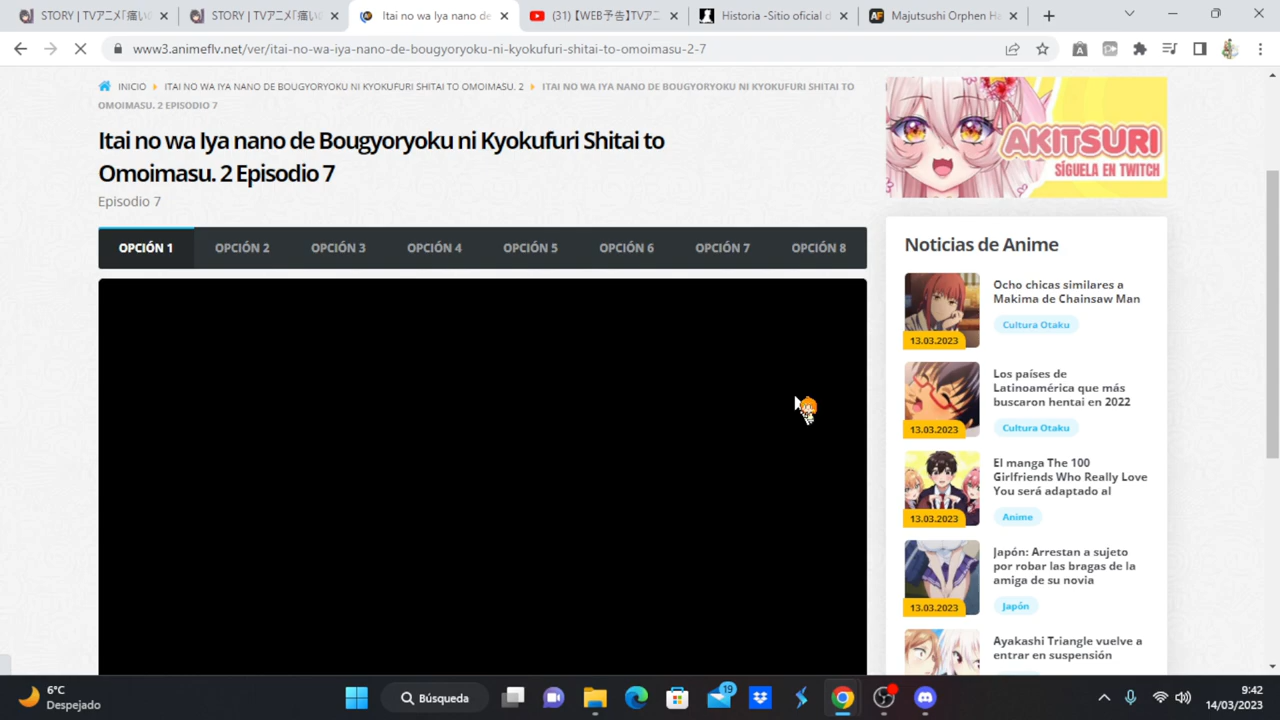 STORY | TVアニメ「痛い
STORY | TVアニメ「痛い
Itai no wa Iya nano de
(31) 【WEB予告】TVアニ
Historia -Sitio oficial d
Majutsushi Orphen Ha
www3.animeflv.net/ver/itai-no-wa-iya-nano-de-bougyoryoku-ni-kyokufuri-shitai-to-omoimasu-2-7
INICIO
ITAI NO WA IYA NANO DE BOUGYORYOKU NI KYOKUFURI SHITAI TO OMOIMASU. 2
ITAI NO WA IYA NANO DE BOUGYORYOKU NI KYOKUFURI SHITAI TO
OMOIMASU. 2 EPISODIO 7
Itai no wa Iya nano de Bougyoryoku ni Kyokufuri Shitai to
Omoimasu. 2 Episodio 7
Episodio 7
OPCIÓN 1
OPCIÓN 2
OPCIÓN 3
OPCIÓN 4
OPCIÓN 5
OPCIÓN 6
OPCIÓN 7
OPCIÓN 8
AKITSURI
SÍGUELA EN TWITCH
Noticias de Anime
Ocho chicas similares a
Makima de Chainsaw Man
Cultura Otaku
13.03.2023
Los países de
Latinoamérica que más
buscaron hentai en 2022
Cultura Otaku
13.03.2023
El manga The 100
Girlfriends Who Really Love
You será adaptado al
Anime
13.03.2023
Japón: Arrestan a sujeto
por robar las bragas de la
amiga de su novia
Japón
13.03.2023
Ayakashi Triangle vuelve a
entrar en suspensión
6°C
Despejado
Búsqueda
19
9:42
14/03/2023